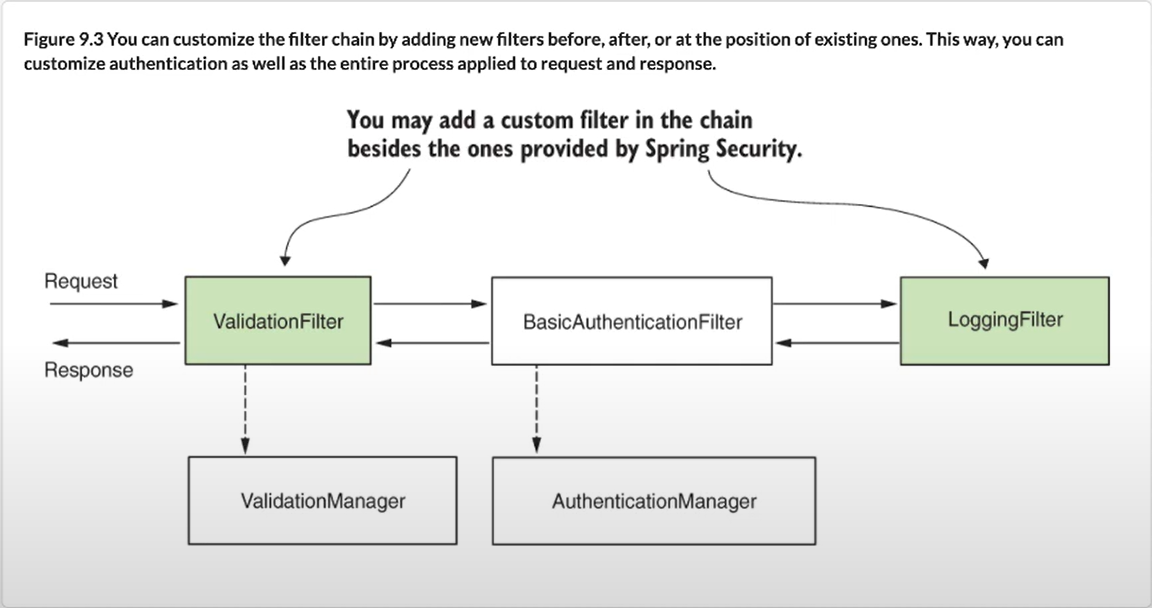 Figure 9.3 You can customize the filter chain by adding new filters before, after, or at the position of existing ones. This way, you can
customize authentication as well as the entire process applied to request and response.
You may add a custom filter in the chain
besides the ones provided by Spring Security.
Request
ValidationFilter
BasicAuthenticationFilter
LoggingFilter
Response
ValidationManager
AuthenticationManager